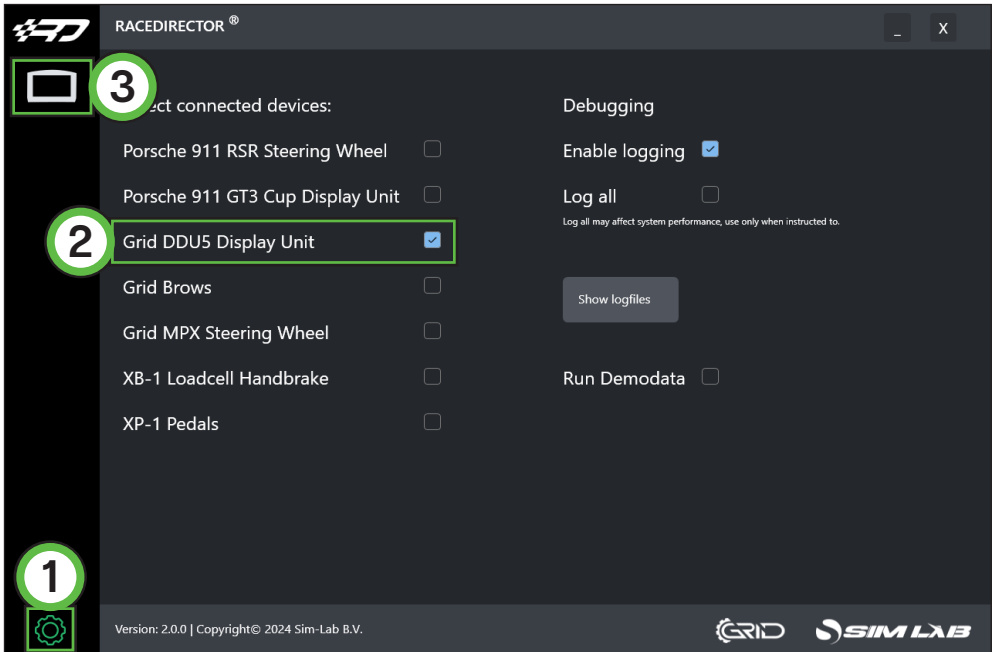 RD
RACEDIRECTOR ®
_
X
3
ect connected devices:
Porsche 911 RSR Steering Wheel
Porsche 911 GT3 Cup Display Unit
2
Grid DDU5 Display Unit
Grid Brows
Grid MPX Steering Wheel
XB-1 Loadcell Handbrake
XP-1 Pedals
Debugging
Enable logging
Log all
Log all may affect system performance, use only when instructed to.
Show logfiles
Run Demodata
1
Version: 2.0.0 | Copyright© 2024 Sim-Lab B.V.
GRID
SIM LAB